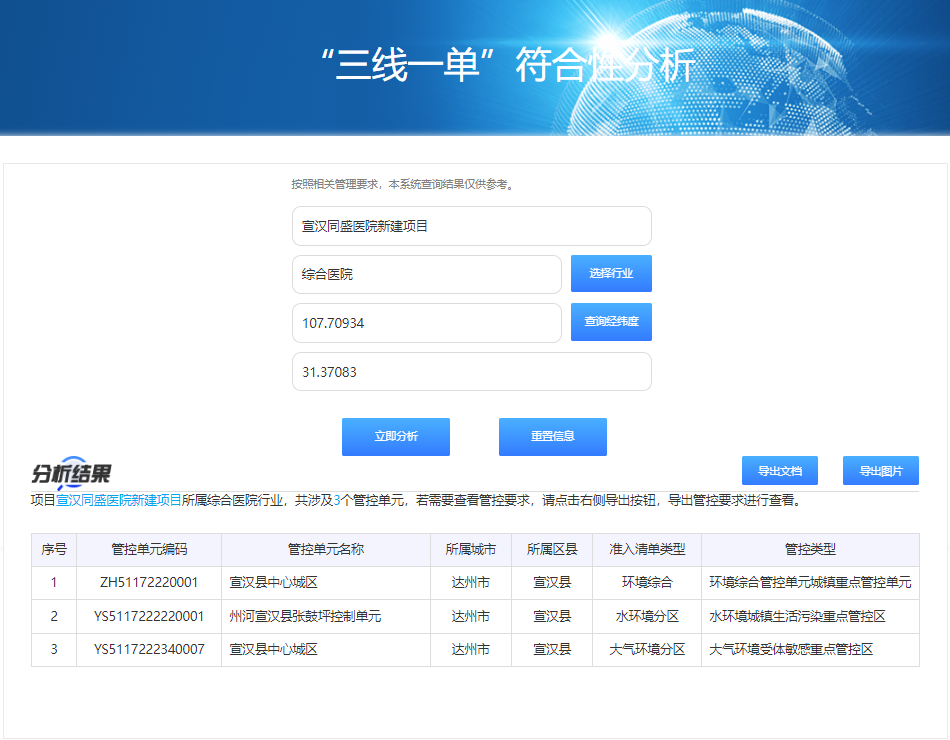 “三线一单”符合性分析
按照相关管理要求，本系统查询结果仅供参考。
宣汉同盛医院新建项目
综合医院 选择行业
107.70934 查询经纬度
31.37083
立即分析 重置信息
分析结果 导出文档 导出图片
项目宣汉同盛医院新建项目所属综合医院行业，共涉及3个管控单元，若需要查看管控要求，请点击右侧导出按钮，导出管控要求进行查看。
序号 管控单元编码 管控单元名称 所属城市 所属区县 准入清单类型 管控类型
1 ZH51172220001 宣汉县中心城区 达州市 宣汉县 环境综合 环境综合管控单元城镇重点管控单元
2 YS5117222220001 州河宣汉县张鼓坪控制单元 达州市 宣汉县 水环境分区 水环境城镇生活污染重点管控区
3 YS5117222340007 宣汉县中心城区 达州市 宣汉县 大气环境分区 大气环境受体敏感重点管控区